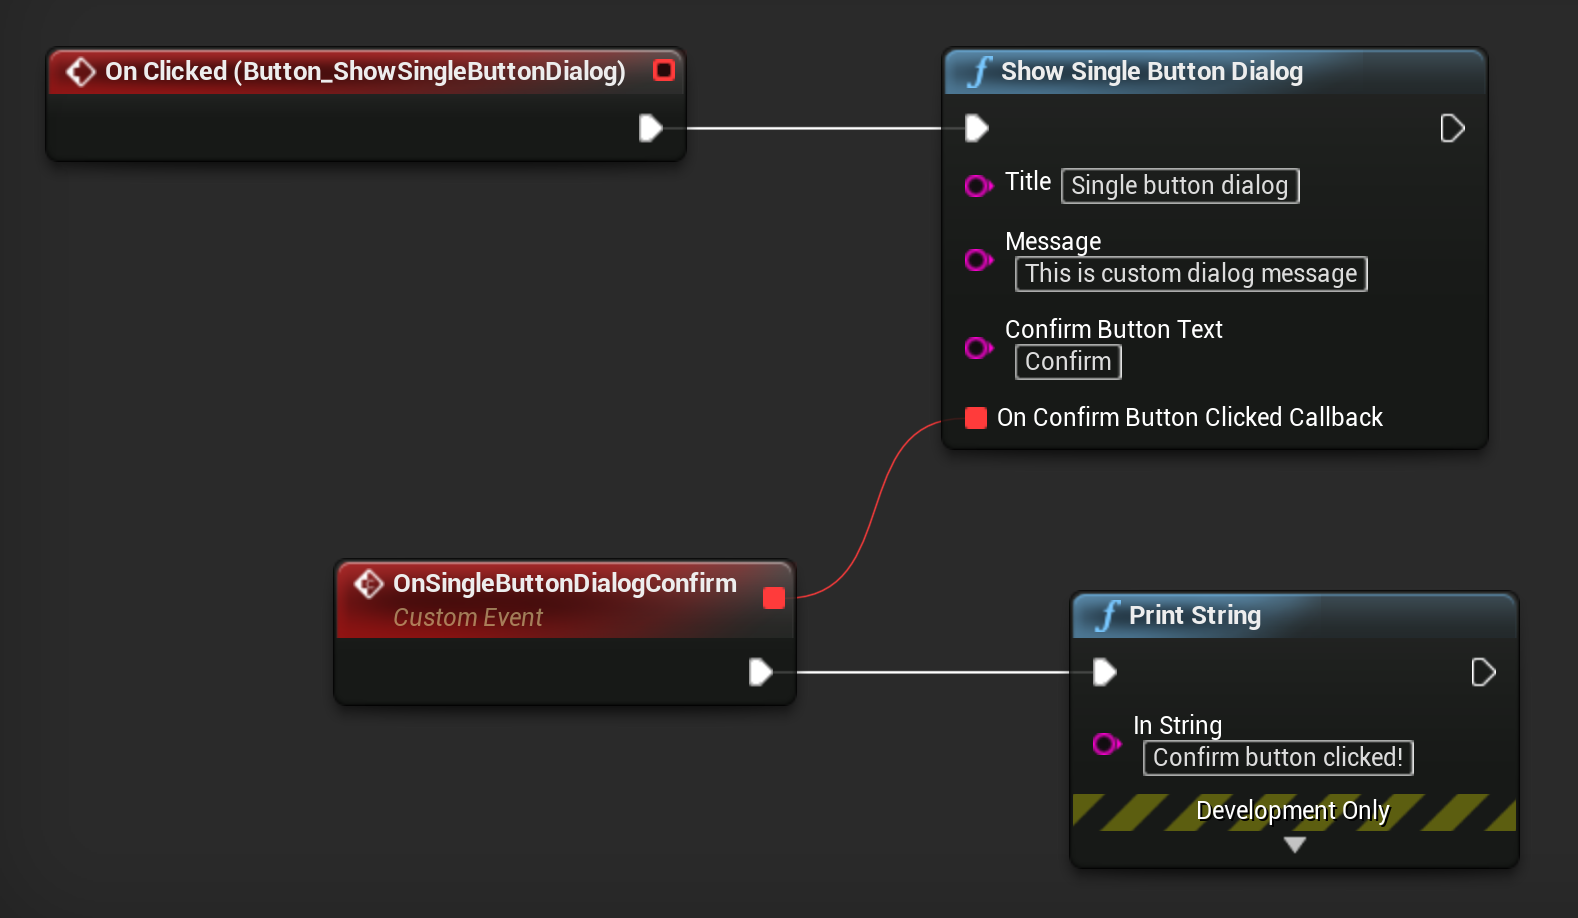 On Clicked (Button_ShowSingleButtonDialog)
Show Single Button Dialog
Title Single button dialog
Message
This is custom dialog message
Confirm Button Text
Confirm
On Confirm Button Clicked Callback
OnSingleButtonDialogConfirm
Custom Event
Print String
In String
Confirm button clicked!
Development Only